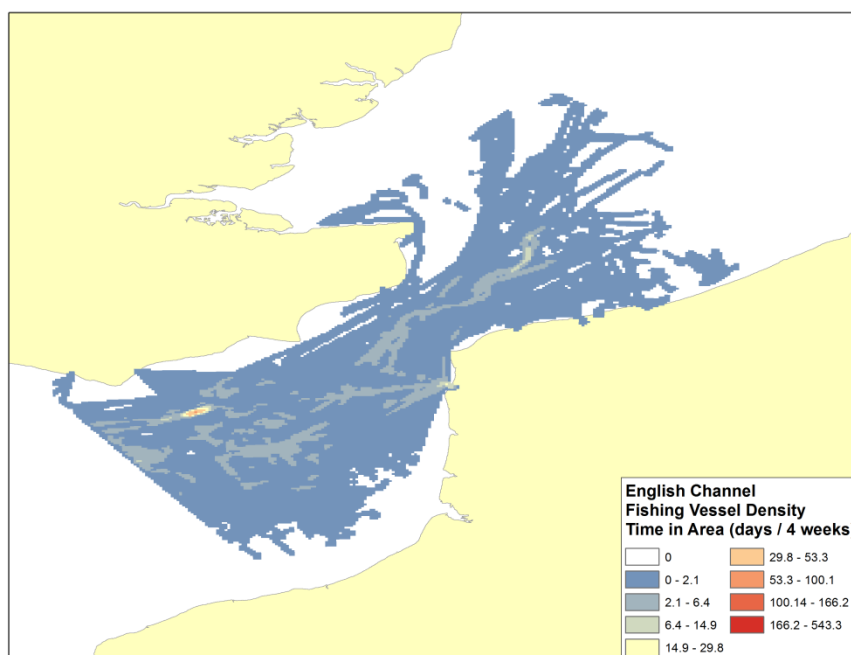 English Channel
Fishing Vessel Density
Time in Area (days / 4 weeks
0
0 - 2.1
2.1 - 6.4
6.4 - 14.9
14.9 - 29.8
29.8 - 53.3
53.3 - 100.1
100.14 - 166.2
166.2 - 543.3